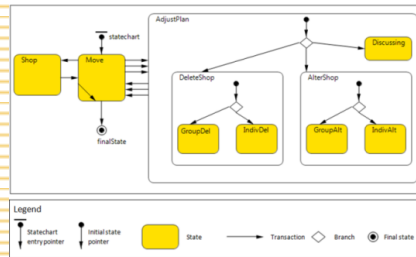 AdjustPlan
statechart
Discussing
Shop
Move
DeleteShop
AlterShop
finalState
GroupDel
IndivDel
GroupAlt
IndivAlt
Legend
Statechart
entry pointer
Initial state
pointer
State
Transaction
Branch
Final state